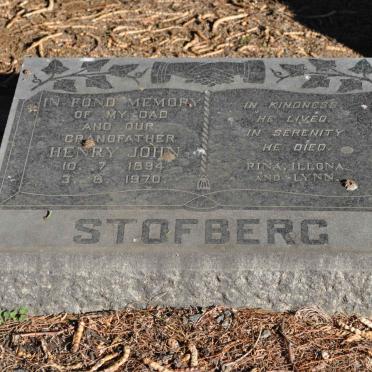 IN FOND MEMORY
OF MY DAD
AND OUR
GRANDFATHER
HENRY JOHN
10. 7. 1894.
3. 8. 1970.
IN KINDNESS
HE LIVED
IN SERENITY
HE DIED.
RINA, ILLONA
AND LYNN.
STOFBERG